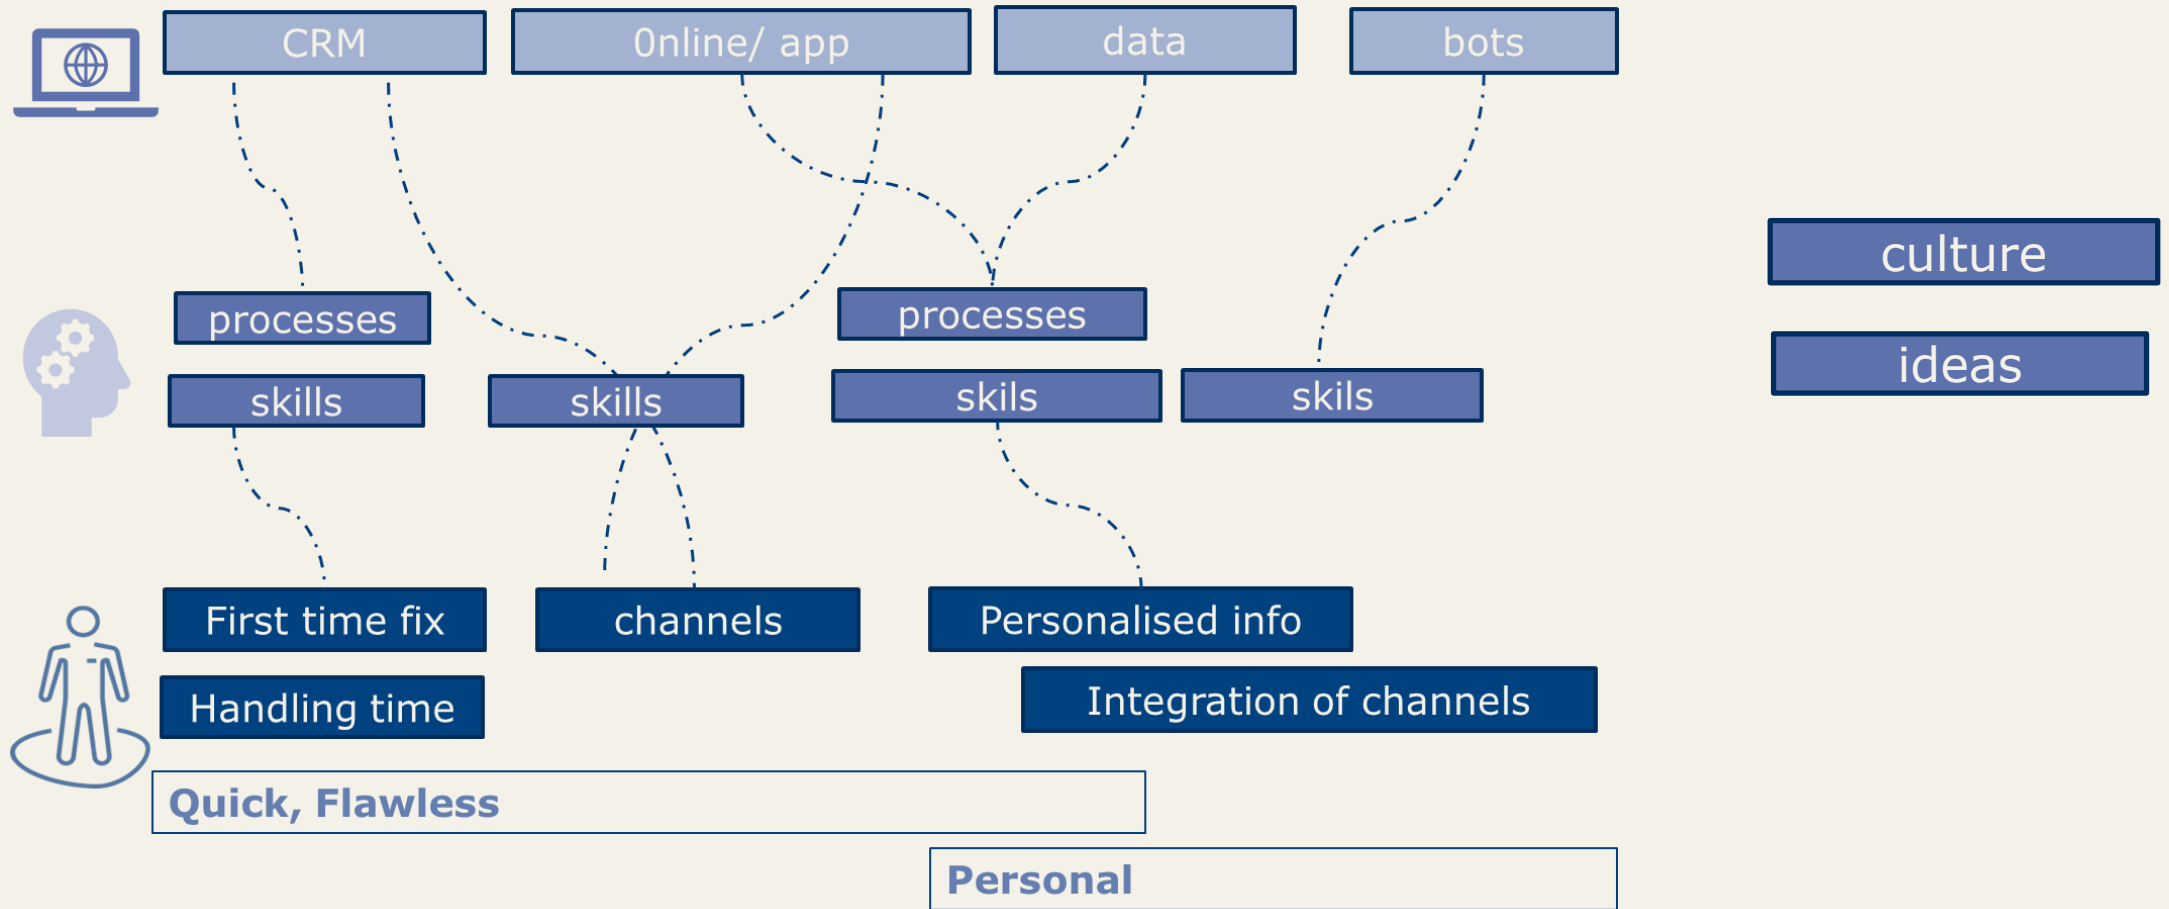 CRM
0nline/ app
data
bots
culture
processes
processes
ideas
skills
skills
skils
skils
First time fix
channels
Personalised info
Handling time
Integration of channels
Quick, Flawless
Personal